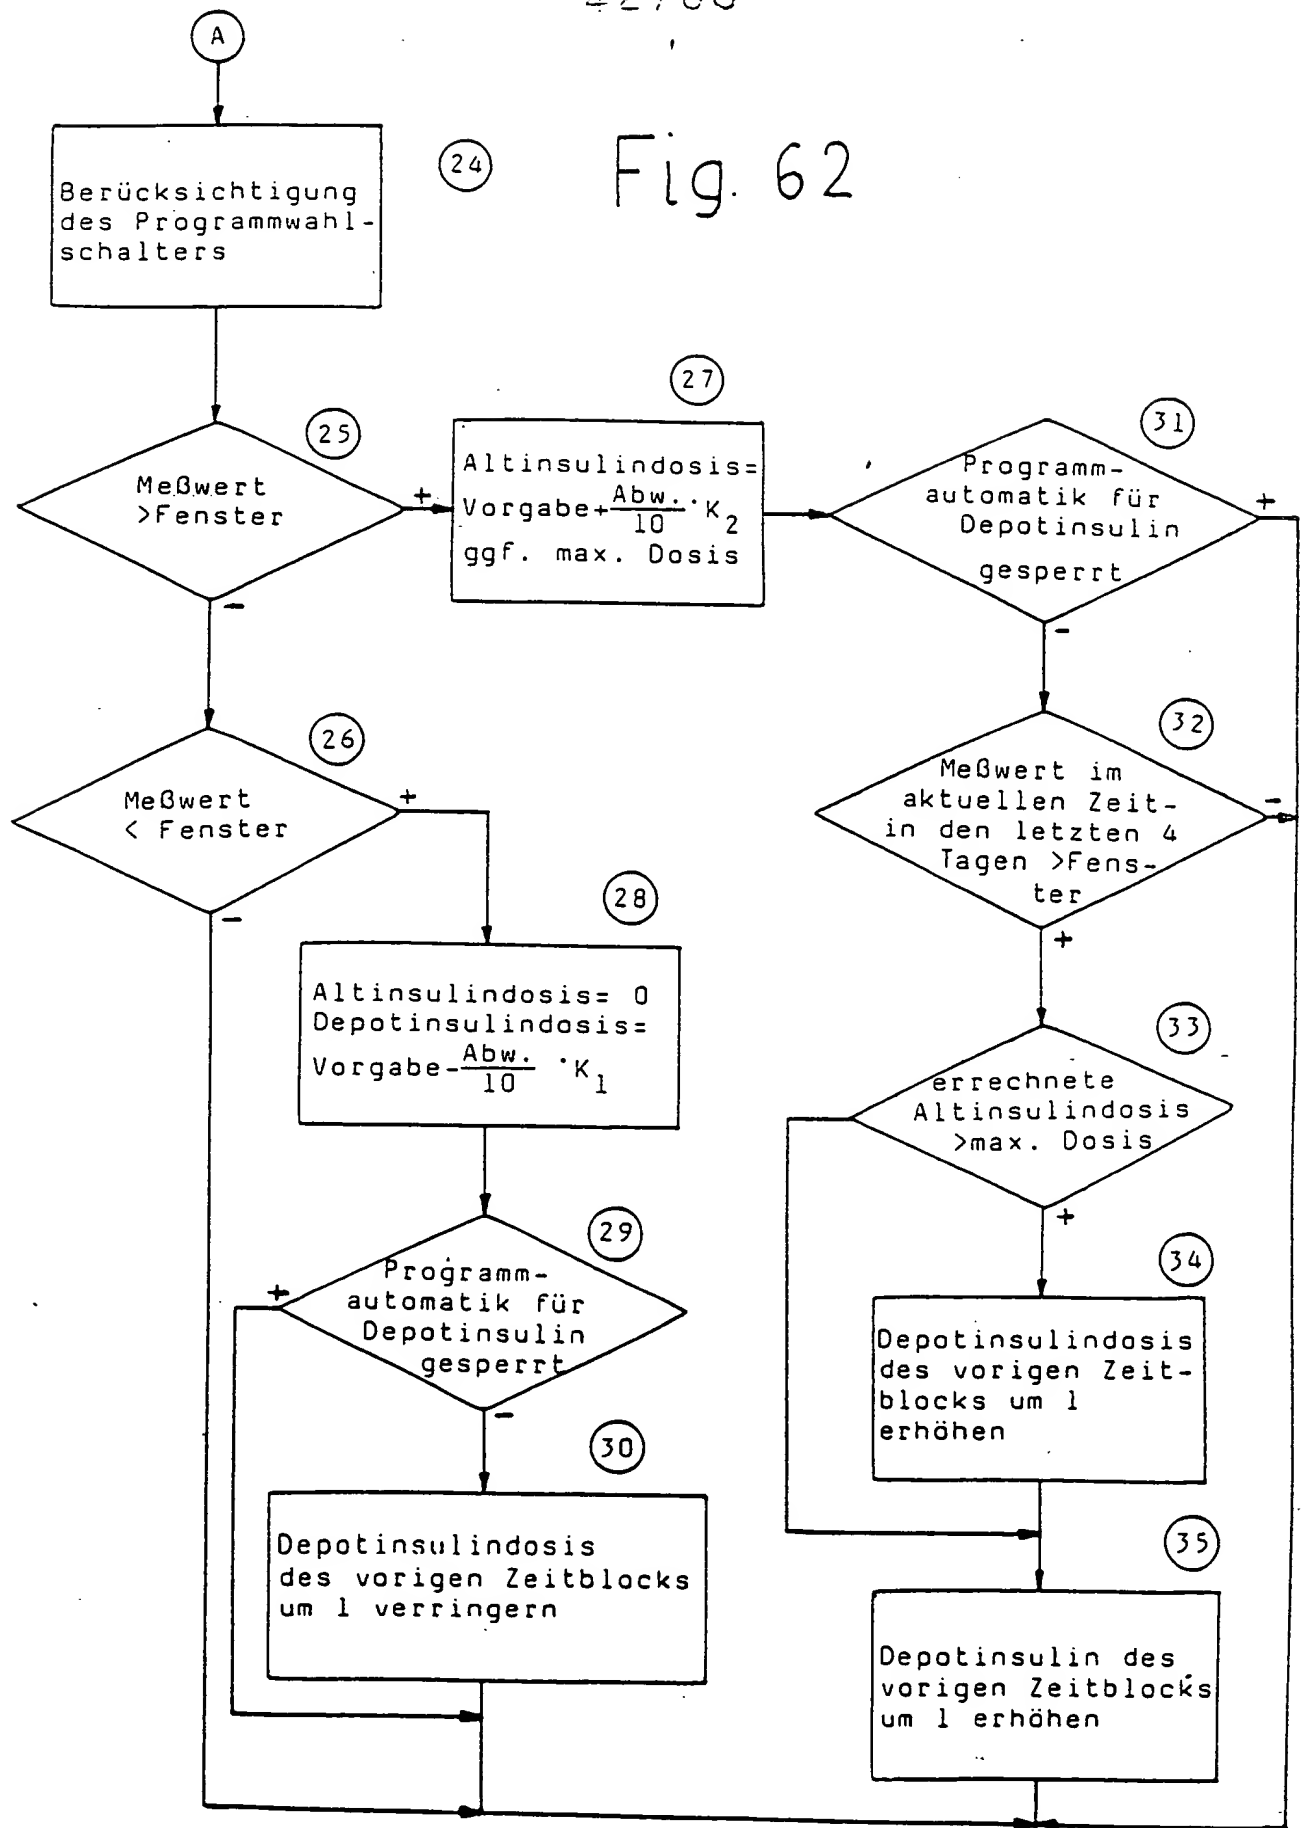 A
24
Fig. 62
Berücksichtigung
des Programmwahl-
schalters
25
Meßwert
>Fenster
+
-
27
Altinsulindosis=
Vorgabe+Abw./10·K2
ggf. max. Dosis
31
Programm-
automatik für
Depotinsulin
gesperrt
+
-
26
Meßwert
< Fenster
+
-
32
Meßwert im
aktuellen Zeit-
in den letzten 4
Tagen >Fens-
ter
-
+
28
Altinsulindosis= 0
Depotinsulindosis=
Vorgabe-Abw./10 ·K1
33
errechnete
Altinsulindosis
>max. Dosis
+
29
Programm-
automatik für
Depotinsulin
gesperrt
+
-
34
Depotinsulindosis
des vorigen Zeit-
blocks um 1
erhöhen
30
Depotinsulindosis
des vorigen Zeitblocks
um 1 verringern
35
Depotinsulin des
vorigen Zeitblocks
um 1 erhöhen